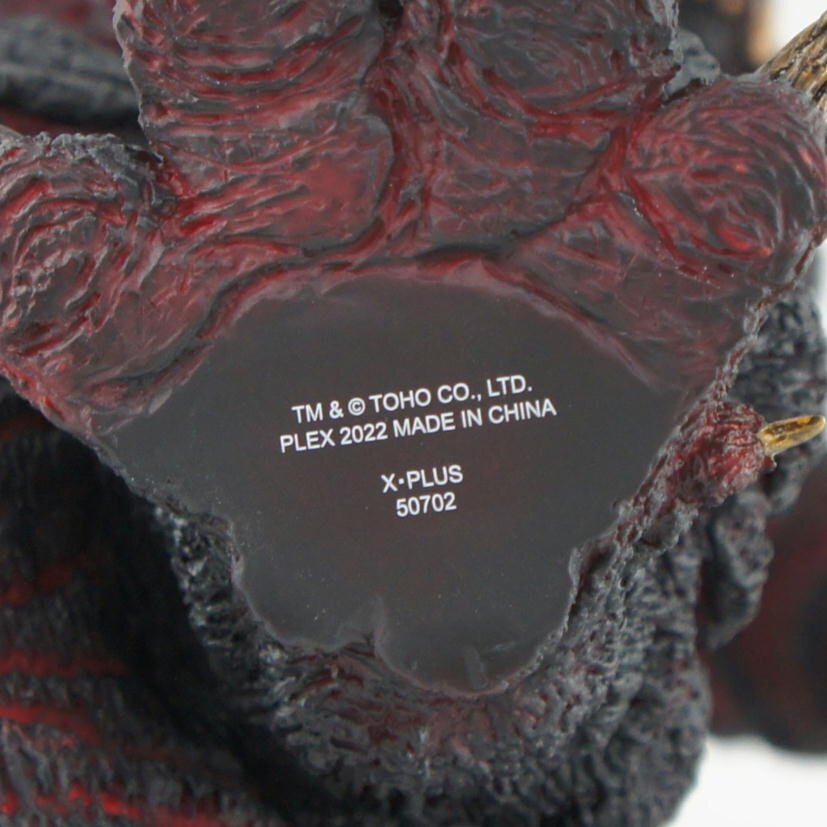 TM & © TOHO CO., LTD.
PLEX 2022 MADE IN CHINA
X•PLUS
50702